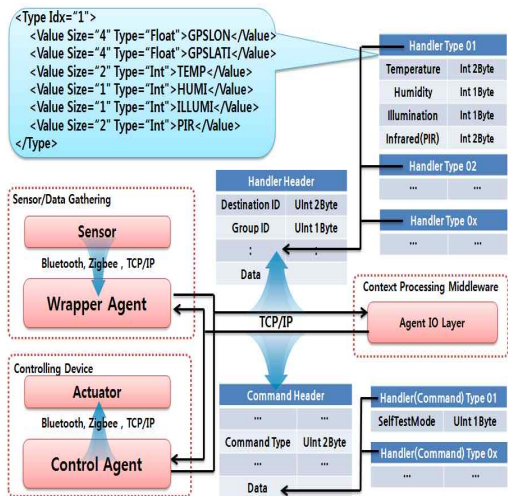 <Type Idx="1">
<Value Size="4" Type="Float">GPSLON</Value>
<Value Size="4" Type="Float">GPSLATI</Value>
<Value Size="2" Type="Int">TEMP</Value>
<Value Size="1" Type="Int">HUMI</Value>
<Value Size="1" Type="Int">ILLUMI</Value>
<Value Size="2" Type="Int">PIR</Value>
</Type>
Handler Type 01
Temperature Int 2Byte
Humidity Int 1Byte
Illumination Int 1Byte
Infrared(PIR) Int 2Byte
Handler Type 02
... ...
Handler Type 0x
... ...
Handler Header
Destination ID UInt 2Byte
Group ID UInt 1Byte
: :
Data
Sensor/Data Gathering
Sensor
Bluetooth, Zigbee , TCP/IP
Wrapper Agent
TCP/IP
Context Processing Middleware
Agent IO Layer
Controlling Device
Actuator
Bluetooth, Zigbee , TCP/IP
Control Agent
Command Header
... ...
Command Type UInt 2Byte
... ...
Data
Handler(Command) Type 01
SelfTestMode UInt 1Byte
Handler(Command) Type 0x
... ...